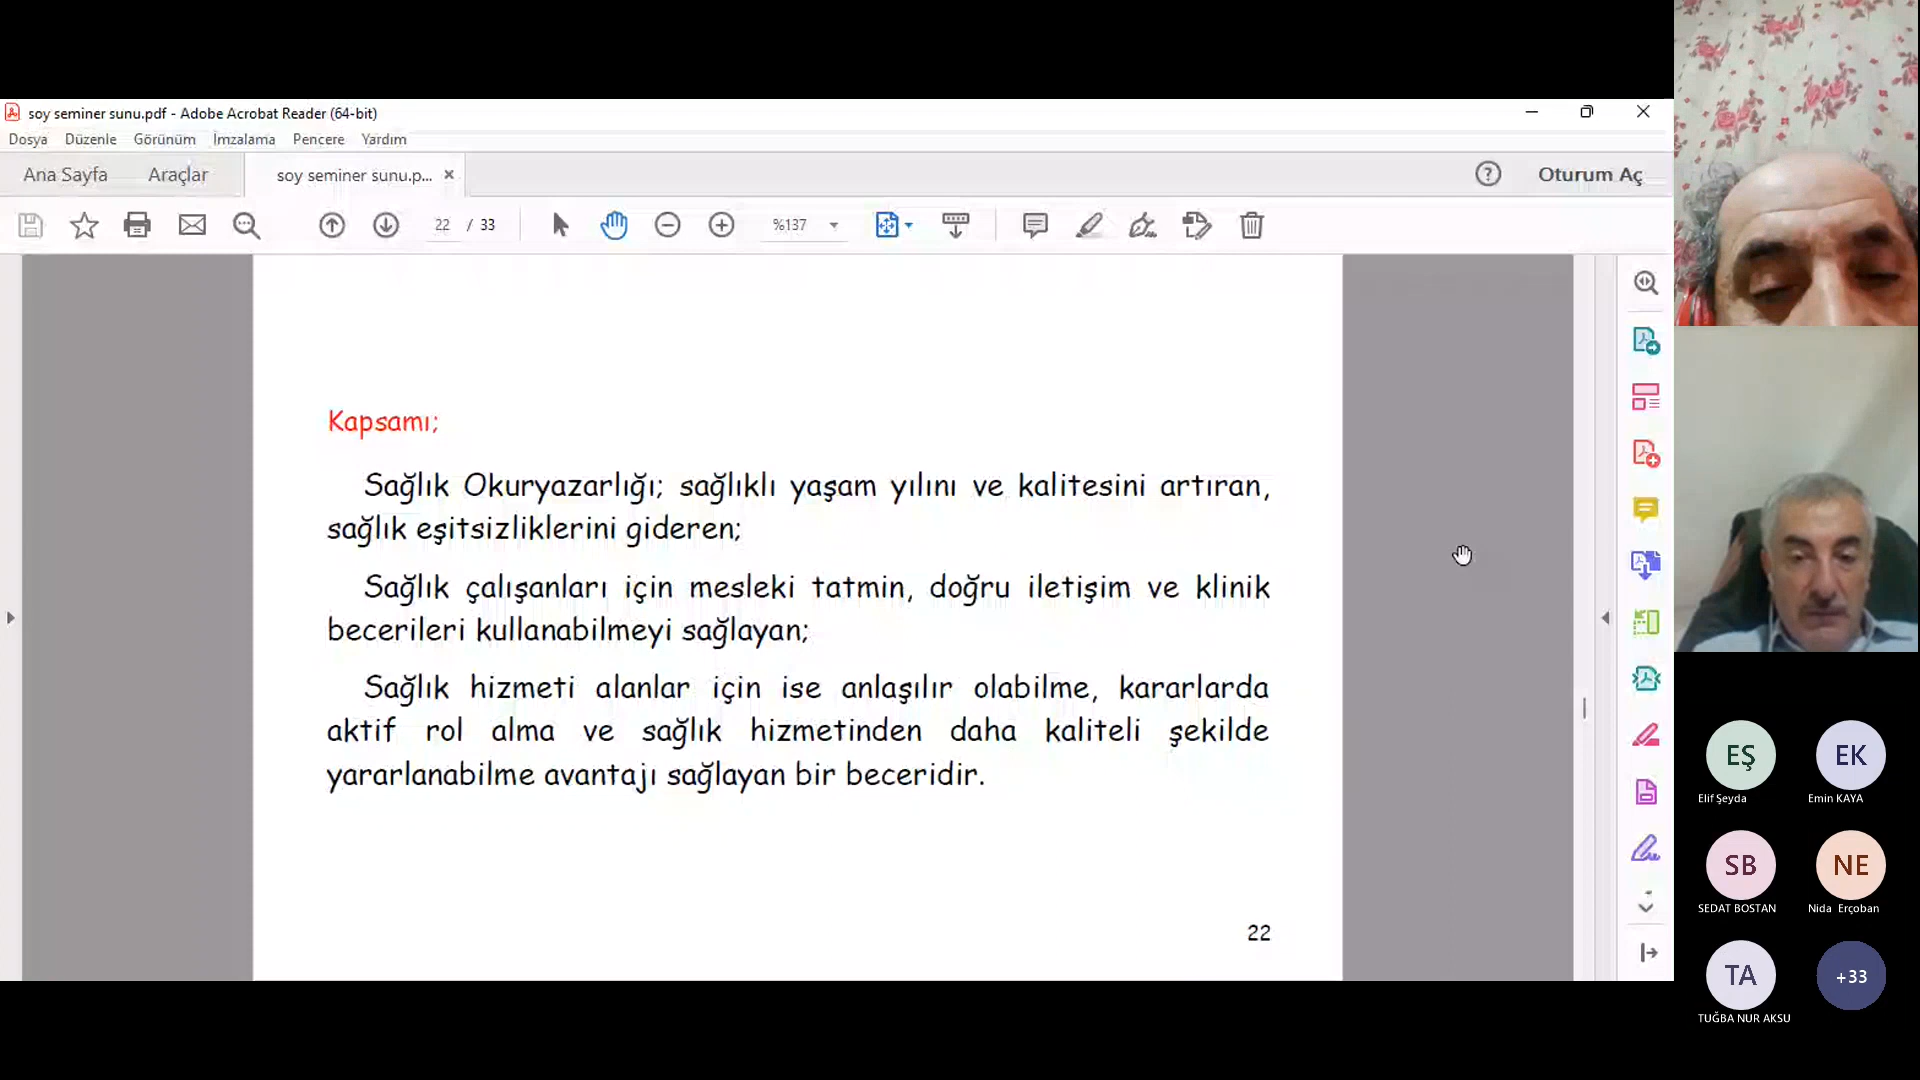 soy seminer sunu.pdf - Adobe Acrobat Reader (64-bit)
Dosya Düzenle Görünüm İmzalama Pencere Yardım
Ana Sayfa Araçlar soy seminer sunu.p... Oturum Aç
22 / 33 %137
Kapsamı;
Sağlık Okuryazarlığı; sağlıklı yaşam yılını ve kalitesini artıran,
sağlık eşitsizliklerini gideren;
Sağlık çalışanları için mesleki tatmin, doğru iletişim ve klinik
becerileri kullanabilmeyi sağlayan;
Sağlık hizmeti alanlar için ise anlaşılır olabilme, kararlarda
aktif rol alma ve sağlık hizmetinden daha kaliteli şekilde
yararlanabilme avantajı sağlayan bir beceridir.
22
EŞ EK
Elif Şeyda Emin KAYA
SB NE
SEDAT BOSTAN Nida Erçoban
TA +33
TUĞBA NUR AKSU